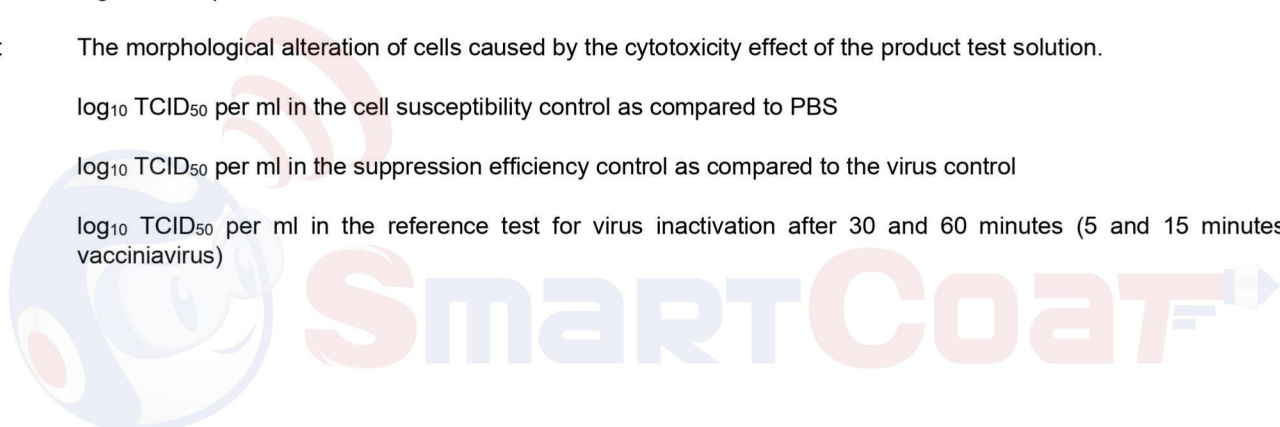 The morphological alteration of cells caused by the cytotoxicity effect of the product test solution.
log₁₀ TCID₅₀ per ml in the cell susceptibility control as compared to PBS
log₁₀ TCID₅₀ per ml in the suppression efficiency control as compared to the virus control
log₁₀ TCID₅₀ per ml in the reference test for virus inactivation after 30 and 60 minutes (5 and 15 minutes
vacciniavirus)
SmaRTCoaT